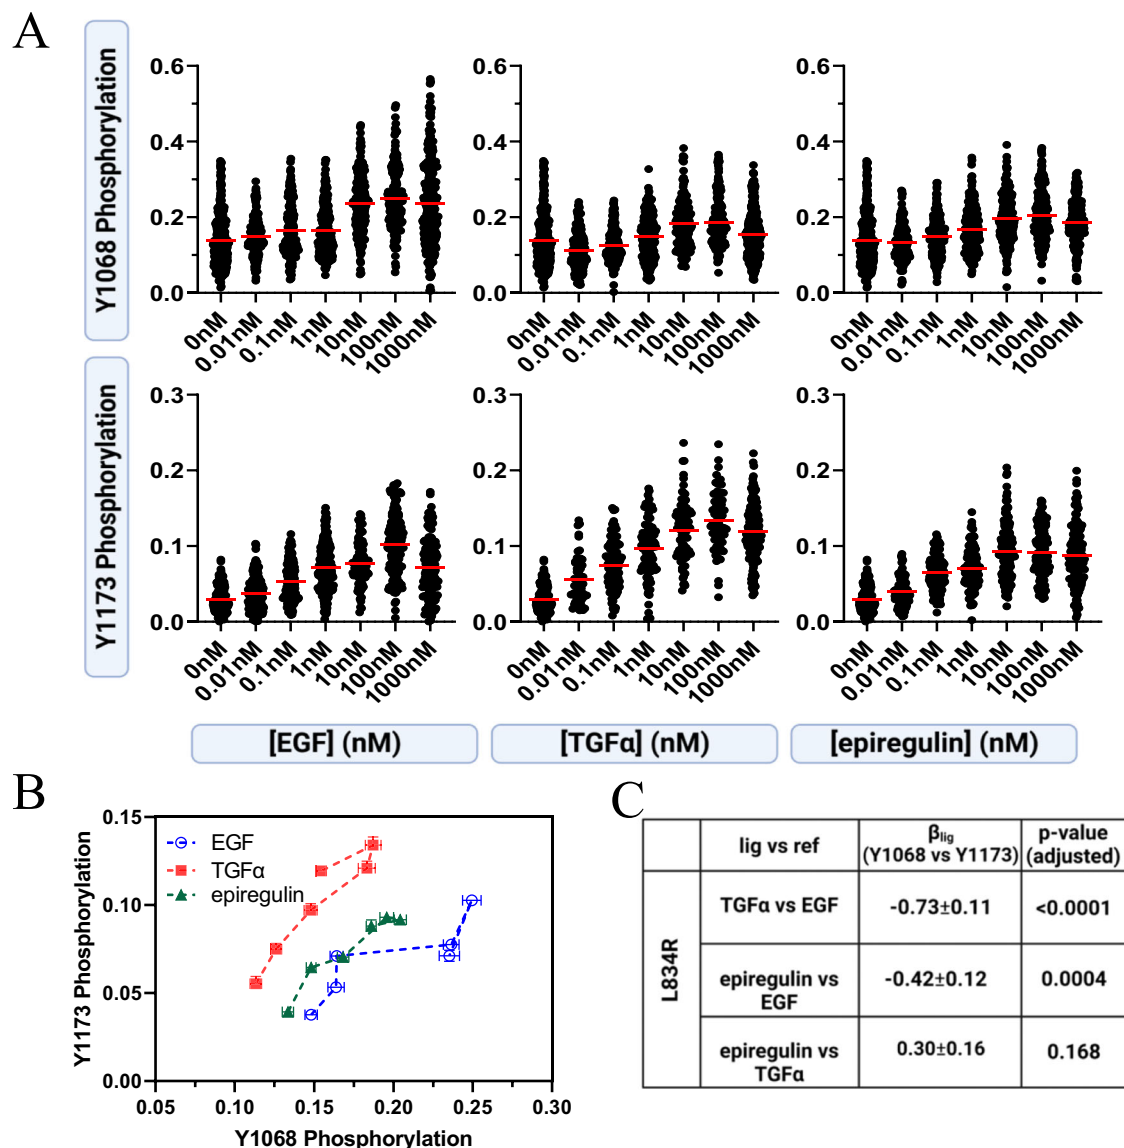 A
Y1068 Phosphorylation
0.6
0.4
0.2
0.0
0nM
0.01nM
0.1nM
1nM
10nM
100nM
1000nM
0.6
0.4
0.2
0.0
0nM
0.01nM
0.1nM
1nM
10nM
100nM
1000nM
0.6
0.4
0.2
0.0
0nM
0.01nM
0.1nM
1nM
10nM
100nM
1000nM
Y1173 Phosphorylation
0.3
0.2
0.1
0.0
0nM
0.01nM
0.1nM
1nM
10nM
100nM
1000nM
0.3
0.2
0.1
0.0
0nM
0.01nM
0.1nM
1nM
10nM
100nM
1000nM
0.3
0.2
0.1
0.0
0nM
0.01nM
0.1nM
1nM
10nM
100nM
1000nM
[EGF] (nM)
[TGFα] (nM)
[epiregulin] (nM)
B
Y1173 Phosphorylation
0.15
0.10
0.05
0.00
EGF
TGFα
epiregulin
0.05
0.10
0.15
0.20
0.25
0.30
Y1068 Phosphorylation
C
lig vs ref
βlig
(Y1068 vs Y1173)
p-value
(adjusted)
L834R
TGFα vs EGF
-0.73±0.11
<0.0001
epiregulin vs
EGF
-0.42±0.12
0.0004
epiregulin vs
TGFα
0.30±0.16
0.168